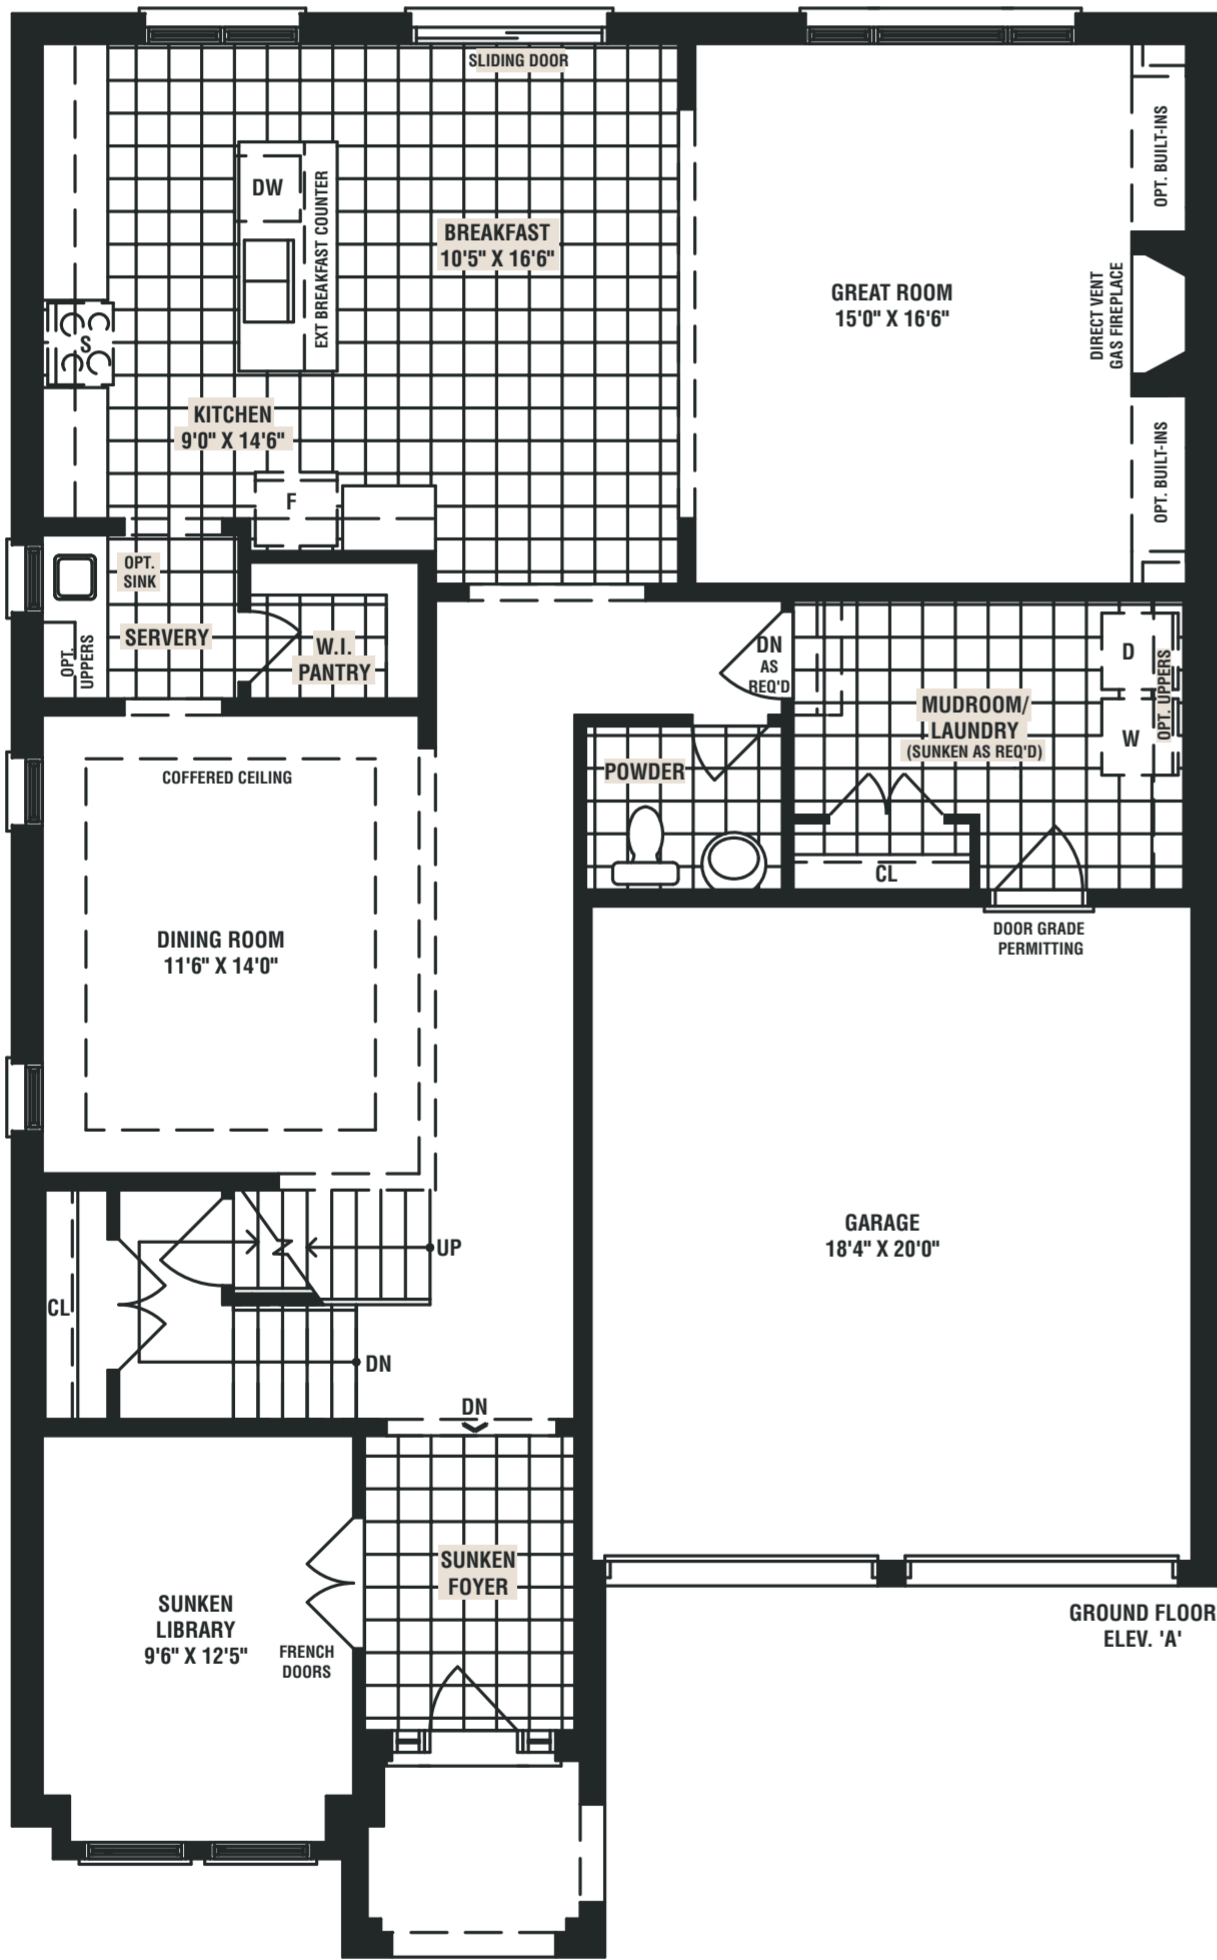 SLIDING DOOR
DW
EXT BREAKFAST COUNTER
BREAKFAST
10'5" X 16'6"
OPT. BUILT-INS
GREAT ROOM
15'0" X 16'6"
DIRECT VENT
GAS FIREPLACE
S
KITCHEN
9'0" X 14'6"
F
OPT. BUILT-INS
OPT.
SINK
SERVERY
OPT.
UPPERS
W.I.
PANTRY
DN
AS
REQ'D
D
W
OPT. UPPERS
MUDROOM/
LAUNDRY
(SUNKEN AS REQ'D)
POWDER
COFFERED CEILING
CL
DINING ROOM
11'6" X 14'0"
DOOR GRADE
PERMITTING
GARAGE
18'4" X 20'0"
UP
CL
DN
DN
SUNKEN
FOYER
SUNKEN
LIBRARY
9'6" X 12'5"
FRENCH
DOORS
GROUND FLOOR
ELEV. 'A'